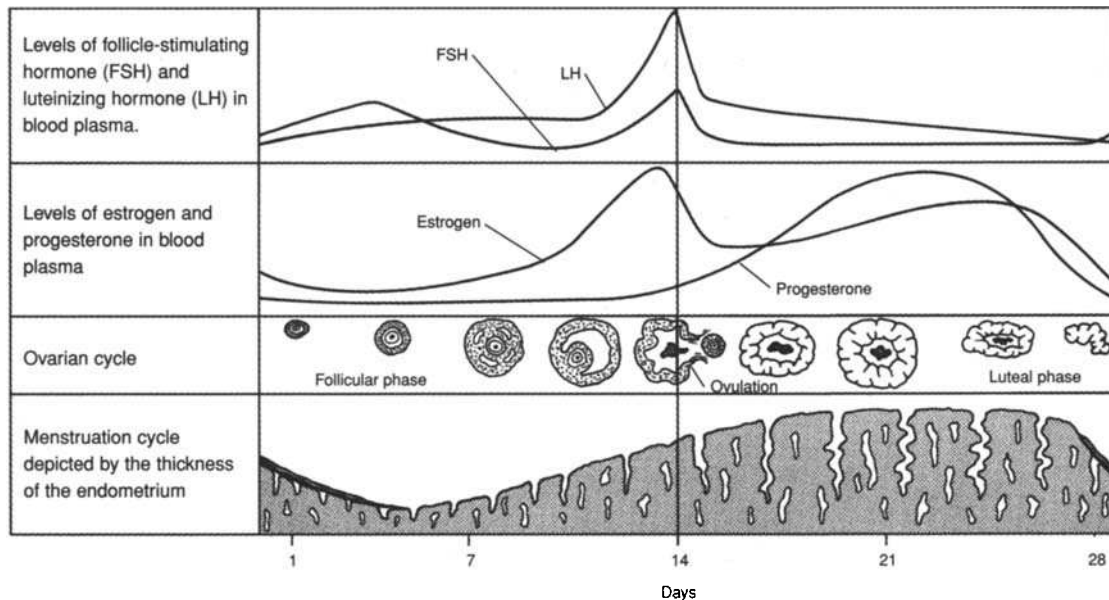 Levels of follicle-stimulating
hormone (FSH) and
luteinizing hormone (LH) in
blood plasma.
FSH
LH
Levels of estrogen and
progesterone in blood
plasma
Estrogen
Progesterone
Ovarian cycle
Follicular phase
Ovulation
Luteal phase
Menstruation cycle
depicted by the thickness
of the endometrium
1 7 14 21 28
Days